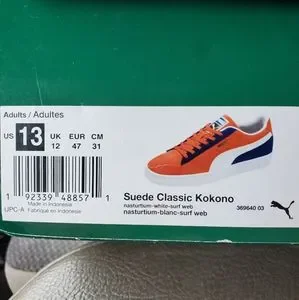 Adults / Adultes
US 13 UK 12 EUR 47 CM 31
PUMA
1 92339 48857 1
Made in Indonesia
UPC-A Fabriqué en Indonésie
Suede Classic Kokono
nasturtium-white-surf web
nasturtium-blanc-surf web
369640 03